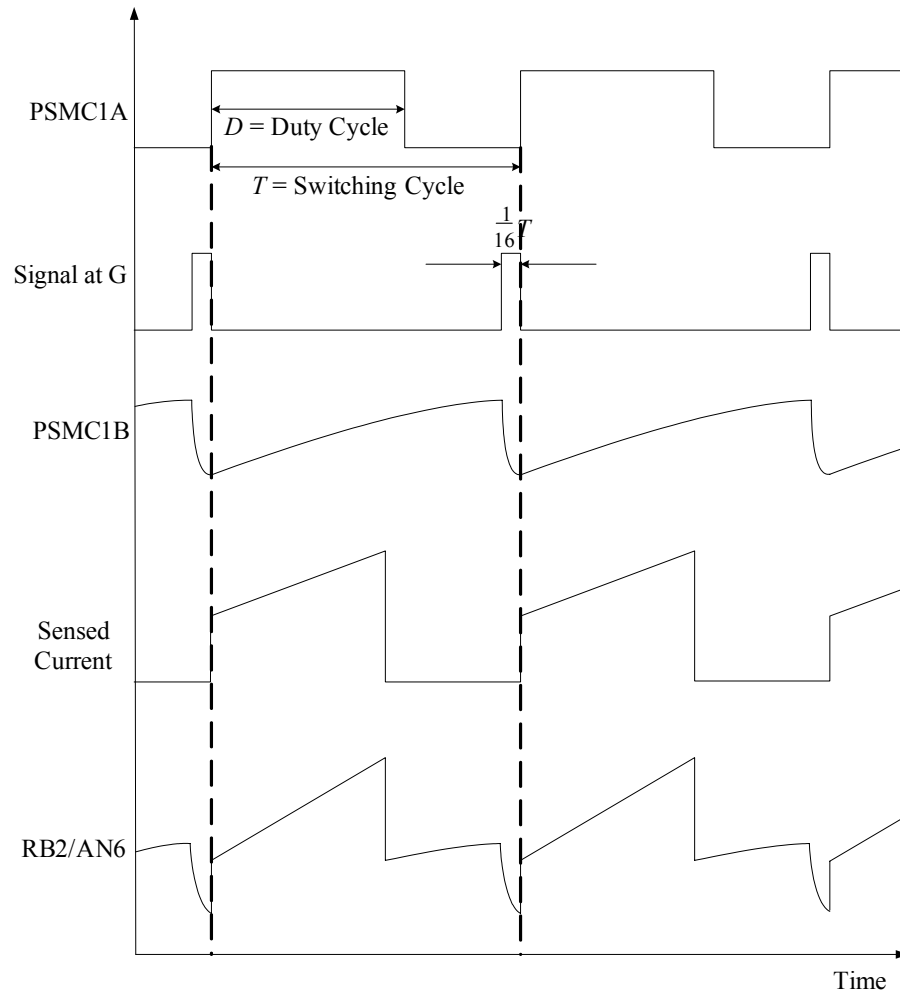 PSMC1A
D = Duty Cycle
T = Switching Cycle
1
16
T
Signal at G
PSMC1B
Sensed
Current
RB2/AN6
Time